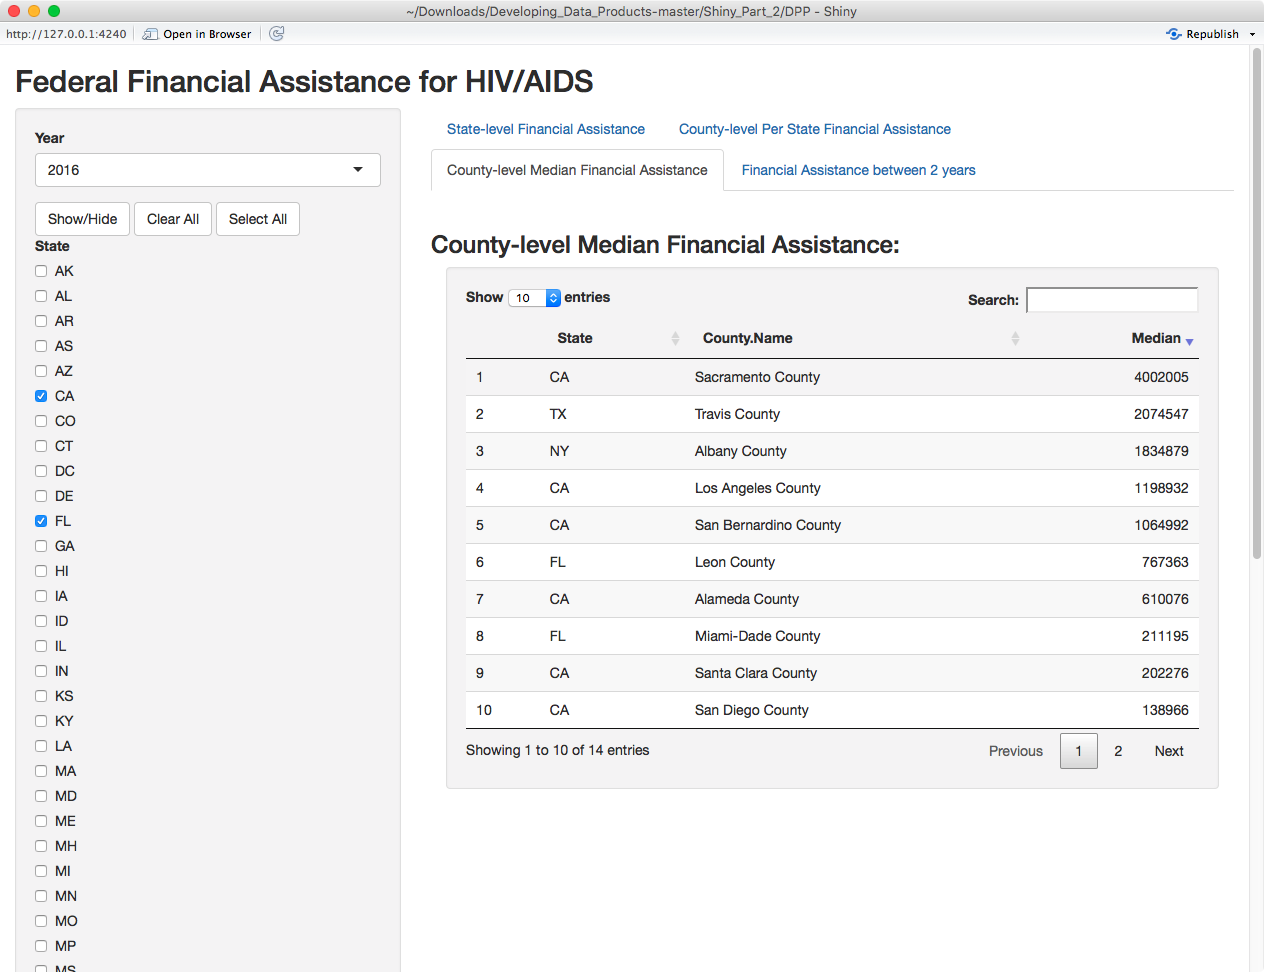 ~/Downloads/Developing_Data_Products-master/Shiny_Part_2/DPP - Shiny
http://127.0.0.1:4240 Open in Browser Republish
Federal Financial Assistance for HIV/AIDS
Year
2016
Show/Hide Clear All Select All
State
AK
AL
AR
AS
AZ
CA
CO
CT
DC
DE
FL
GA
HI
IA
ID
IL
IN
KS
KY
LA
MA
MD
ME
MH
MI
MN
MO
MP
MS
State-level Financial Assistance County-level Per State Financial Assistance
County-level Median Financial Assistance Financial Assistance between 2 years
County-level Median Financial Assistance:
Show 10 entries Search:
State County.Name Median
1 CA Sacramento County 4002005
2 TX Travis County 2074547
3 NY Albany County 1834879
4 CA Los Angeles County 1198932
5 CA San Bernardino County 1064992
6 FL Leon County 767363
7 CA Alameda County 610076
8 FL Miami-Dade County 211195
9 CA Santa Clara County 202276
10 CA San Diego County 138966
Showing 1 to 10 of 14 entries Previous 1 2 Next